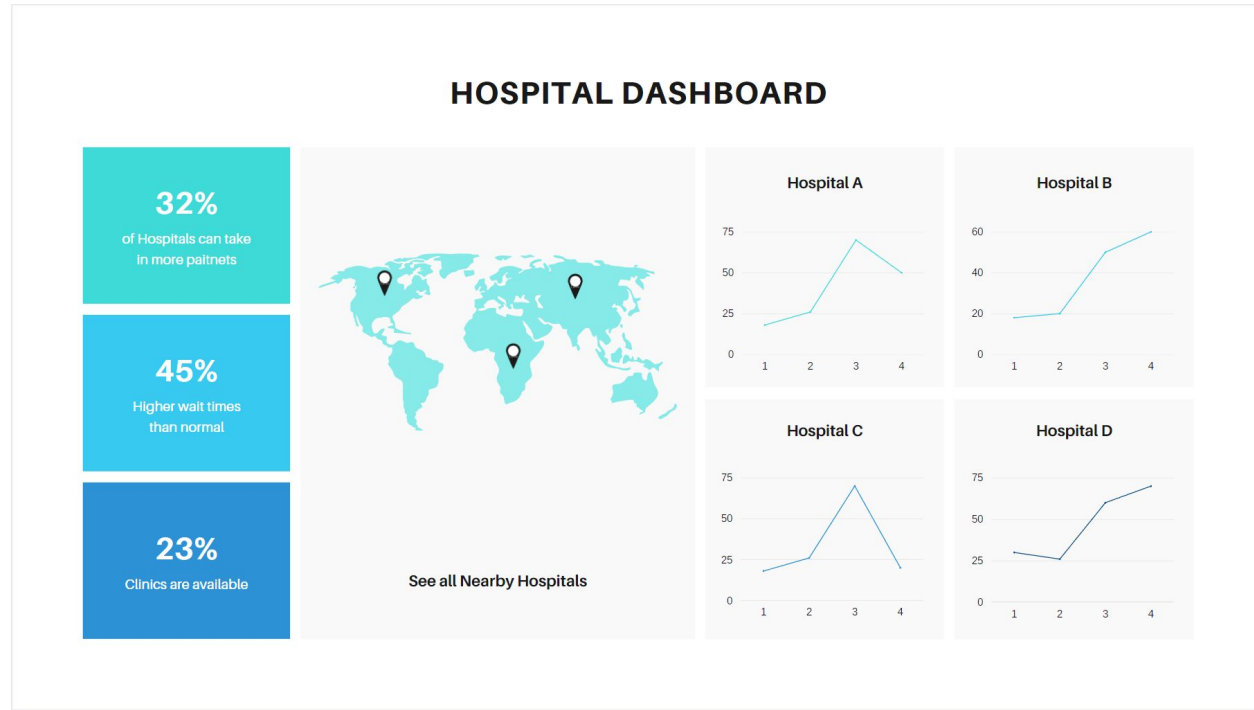 HOSPITAL DASHBOARD
32%
of Hospitals can take
in more paitnets
45%
Higher wait times
than normal
23%
Clinics are available
See all Nearby Hospitals
Hospital A
75
50
25
0
1 2 3 4
Hospital B
60
40
20
0
1 2 3 4
Hospital C
75
50
25
0
1 2 3 4
Hospital D
75
50
25
0
1 2 3 4